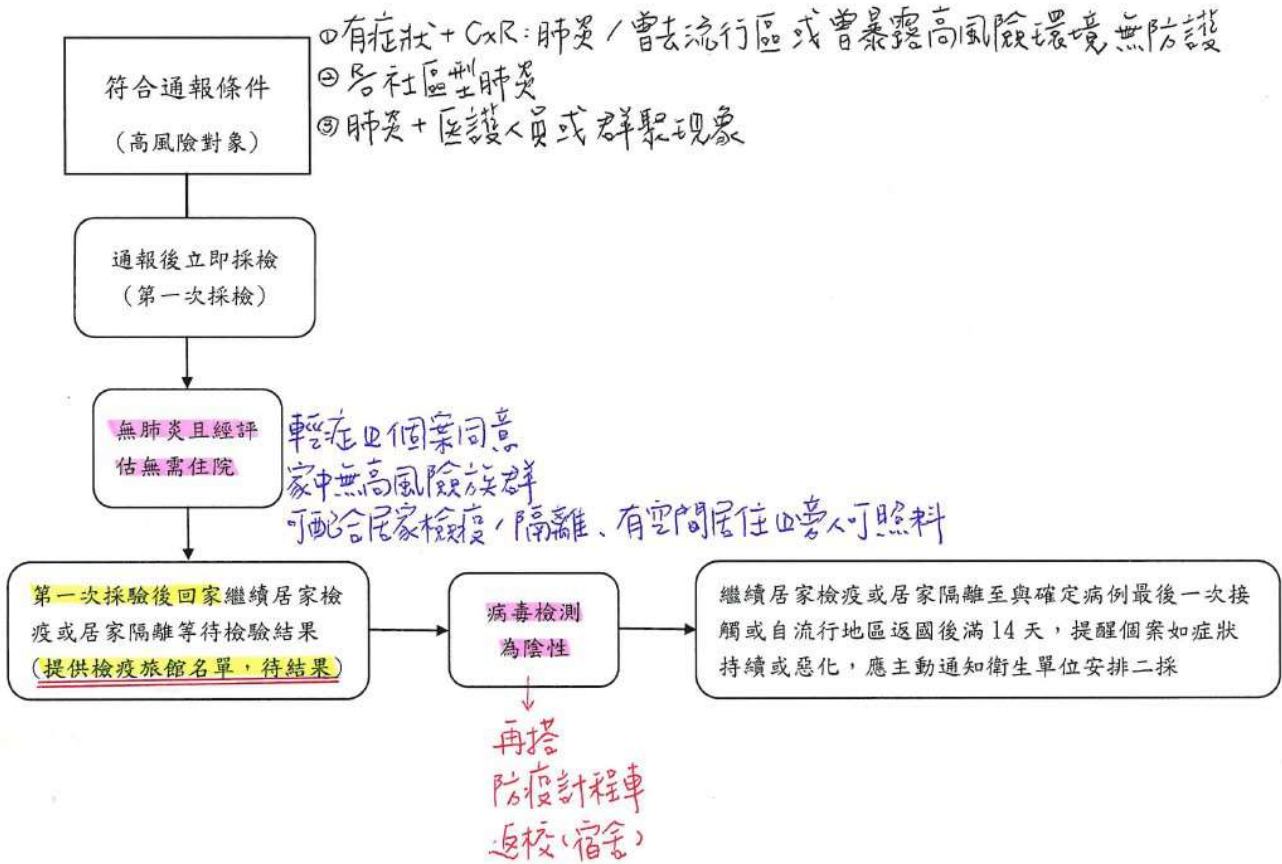 ①有症狀+CxR:肺炎/曾去流行區或曾暴露高風險環境無防護
符合通報條件
(高風險對象)
②各社區型肺炎
③肺炎+医護人員或群聚現象
通報後立即採檢
(第一次採檢)
無肺炎且經評
估無需住院
輕症且個案同意
家中無高風險族群
可配合居家檢疫/隔離、有空間居住且旁人可照料
第一次採驗後回家繼續居家檢
疫或居家隔離等待檢驗結果
(提供檢疫旅館名單,待結果)
病毒檢測
為陰性
繼續居家檢疫或居家隔離至與確定病例最後一次接
觸或自流行地區返國後滿14天,提醒個案如症狀
持續或惡化,應主動通知衛生單位安排二採
再搭
防疫計程車
返校(宿舍)